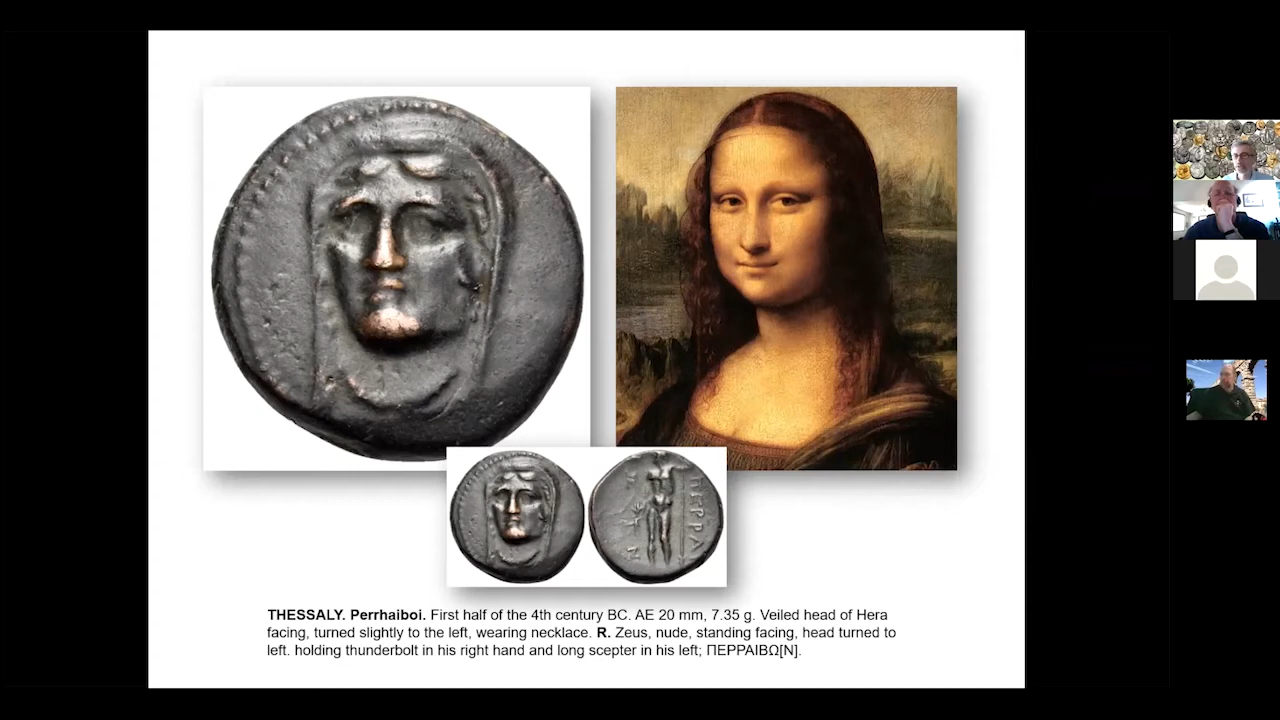 THESSALY. Perrhaiboi. First half of the 4th century BC. AE 20 mm, 7.35 g. Veiled head of Hera
facing, turned slightly to the left, wearing necklace. R. Zeus, nude, standing facing, head turned to
left. holding thunderbolt in his right hand and long scepter in his left; ΠΕΡΡΑΙΒΩ[Ν].